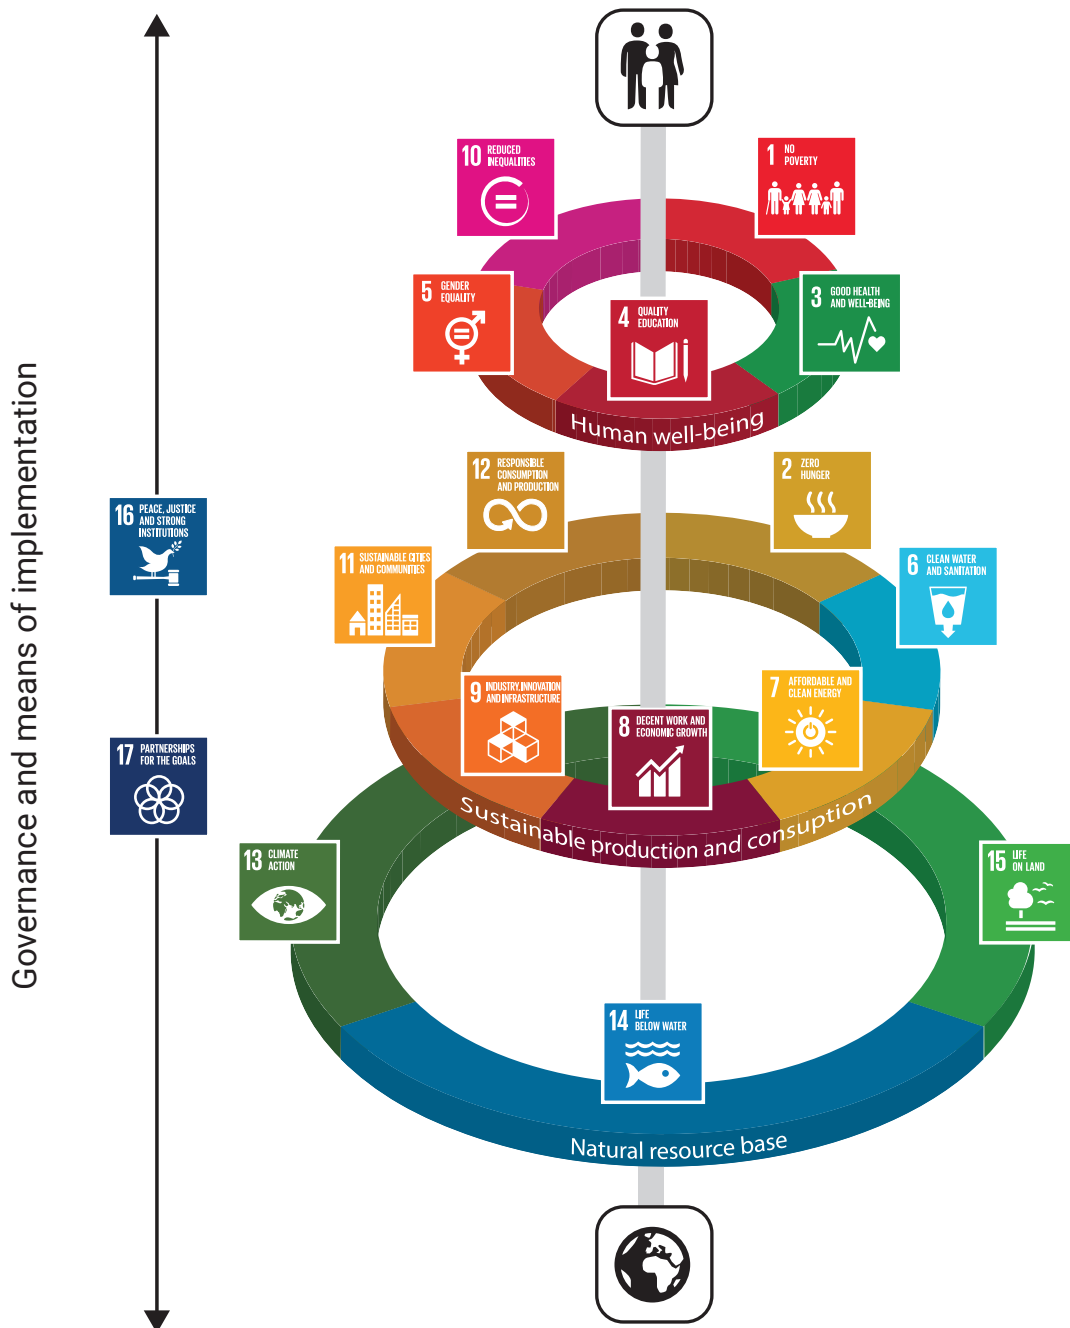 Governance and means of implementation
10 REDUCED
INEQUALITIES
1 NO
POVERTY
5 GENDER
EQUALITY
4 QUALITY
EDUCATION
3 GOOD HEALTH
AND WELL-BEING
Human well-being
12 RESPONSIBLE
CONSUMPTION
AND PRODUCTION
2 ZERO
HUNGER
16 PEACE, JUSTICE
AND STRONG
INSTITUTIONS
11 SUSTAINABLE CITIES
AND COMMUNITIES
6 CLEAN WATER
AND SANITATION
9 INDUSTRY, INNOVATION
AND INFRASTRUCTURE
8 DECENT WORK AND
ECONOMIC GROWTH
7 AFFORDABLE AND
CLEAN ENERGY
17 PARTNERSHIPS
FOR THE GOALS
Sustainable production and consuption
13 CLIMATE
ACTION
15 LIFE
ON LAND
14 LIFE
BELOW WATER
Natural resource base